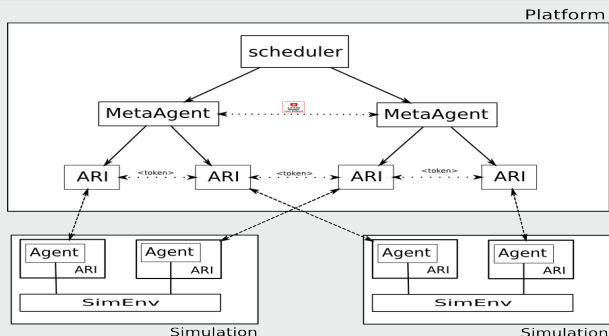 Platform
scheduler
MetaAgent
MetaAgent
ARI <token> ARI <token> ARI <token> ARI
Agent
ARI
Agent
ARI
SimEnv
Simulation
Agent
ARI
Agent
ARI
SimEnv
Simulation